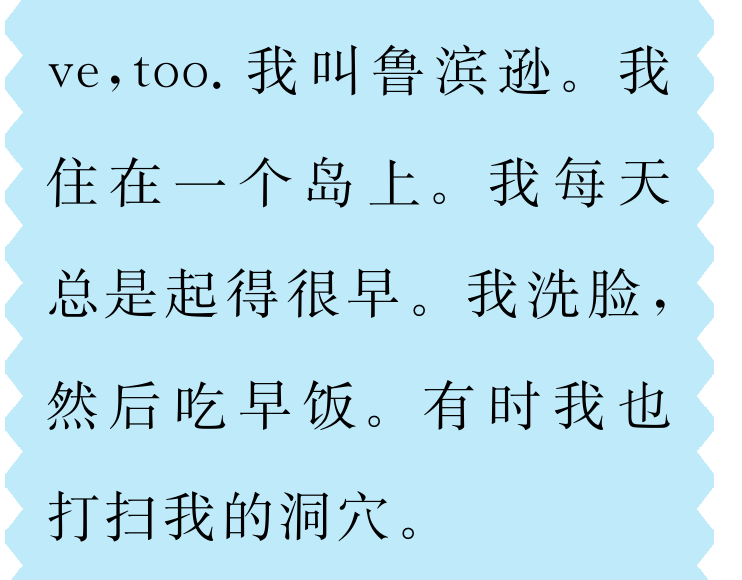 ve,too. 我叫鲁滨逊。我
住在一个岛上。我每天
总是起得很早。我洗脸,
然后吃早饭。有时我也
打扫我的洞穴。